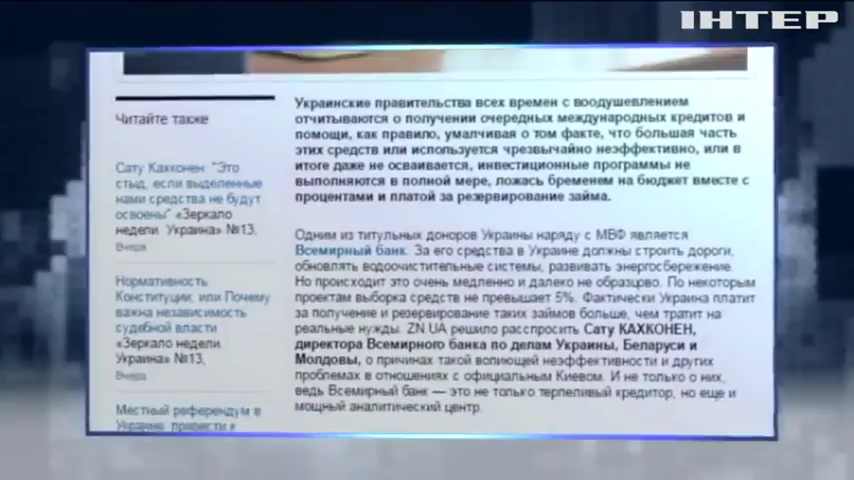 ІНТЕР
Читайте также
Сату Кахконен: "Это
стыд, если выделенные
нами средства не будут
освоены" «Зеркало
недели. Украина» №13,
Вчера
Нормативность
Конституции, или Почему
важна независимость
судебной власти
«Зеркало недели.
Украина» №13,
Вчера
Местный референдум в
Украине: привести к
Украинские правительства всех времен с воодушевлением
отчитываются о получении очередных международных кредитов и
помощи, как правило, умалчивая о том факте, что большая часть
этих средств или используется чрезвычайно неэффективно, или в
итоге даже не осваивается, инвестиционные программы не
выполняются в полной мере, ложась бременем на бюджет вместе с
процентами и платой за резервирование займа.
Одним из титульных доноров Украины наряду с МВФ является
Всемирный банк. За его средства в Украине должны строить дороги,
обновлять водоочистительные системы, развивать энергосбережение.
Но происходит это очень медленно и далеко не образцово. По некоторым
проектам выборка средств не превышает 5%. Фактически Украина платит
за получение и резервирование таких займов больше, чем тратит на
реальные нужды. ZN.UA решило расспросить Сату КАХКОНЕН,
директора Всемирного банка по делам Украины, Беларуси и
Молдовы, о причинах такой вопиющей неэффективности и других
проблемах в отношениях с официальным Киевом. И не только о них,
ведь Всемирный банк — это не только терпеливый кредитор, но еще и
мощный аналитический центр.